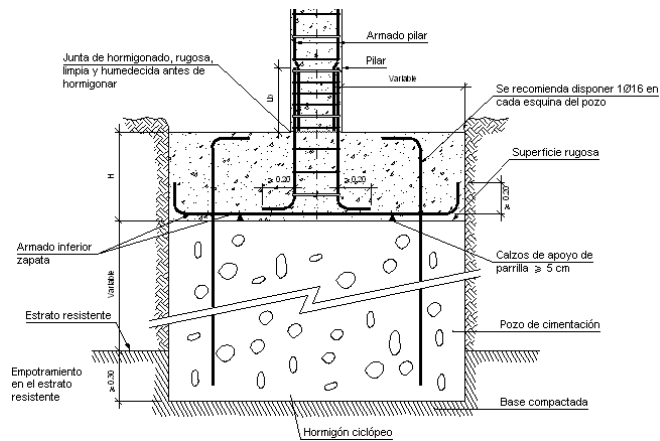 Armado pilar
Junta de hormigonado, rugosa,
limpia y humedecida antes de
hormigonar
Pilar
Variable
Lb
Se recomienda disponer 1Ø16 en
cada esquina del pozo
Superficie rugosa
H
≥ 0.20
≥ 0.20
≥ 0.20
Armado inferior
zapata
Calzos de apoyo de
parrilla ≥ 5 cm
Variable
Estrato resistente
Pozo de cimentación
Empotramiento
en el estrato
resistente
≥ 0.30
Base compactada
Hormigón ciclópeo